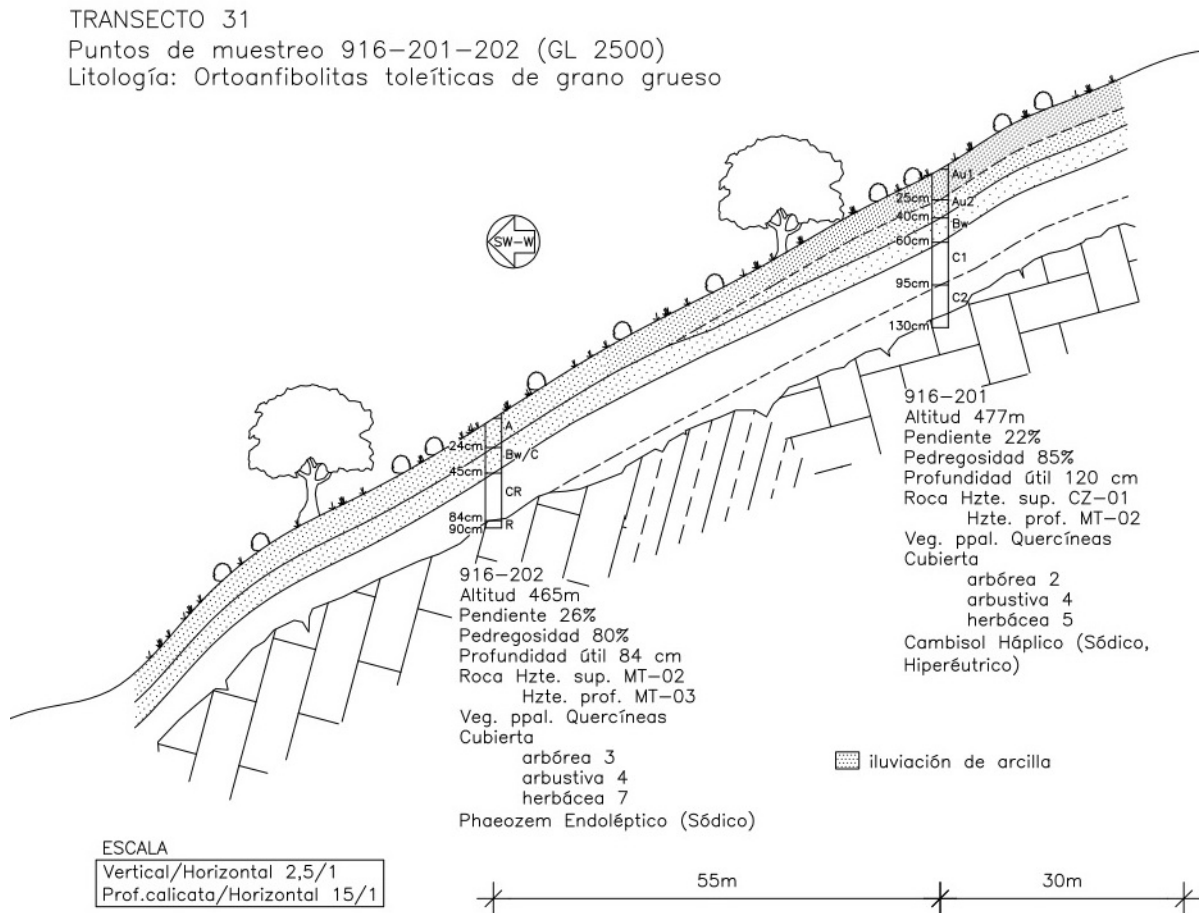 TRANSECTO 31
Puntos de muestreo 916-201-202 (GL 2500)
Litología: Ortoanfibolitas toleíticas de grano grueso
SW-W
Au1
25cm
Au2
40cm
Bw
60cm
C1
95cm
C2
130cm
916-201
Altitud 477m
Pendiente 22%
Pedregosidad 85%
Profundidad útil 120 cm
Roca Hzte. sup. CZ-01
Hzte. prof. MT-02
Veg. ppal. Quercíneas
Cubierta
arbórea 2
arbustiva 4
herbácea 5
Cambisol Háplico (Sódico,
Hiperéutrico)
A
24cm
Bw/C
45cm
CR
84cm
R
90cm
916-202
Altitud 465m
Pendiente 26%
Pedregosidad 80%
Profundidad útil 84 cm
Roca Hzte. sup. MT-02
Hzte. prof. MT-03
Veg. ppal. Quercíneas
Cubierta
arbórea 3
arbustiva 4
herbácea 7
Phaeozem Endoléptico (Sódico)
iluviación de arcilla
ESCALA
Vertical/Horizontal 2,5/1
Prof.calicata/Horizontal 15/1
55m
30m